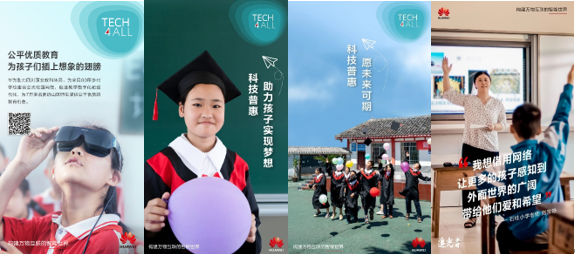 TECH
4ALL
公平优质教育
为孩子们插上想象的翅膀
构建万物互联的智能世界
HUAWEI
TECH
4ALL
科技普惠
助力孩子实现梦想
构建万物互联的智能世界
HUAWEI
TECH
4ALL
科技普惠
愿未来可期
构建万物互联的智能世界
HUAWEI
HUAWEI
构建万物互联的智能世界
“我想借用网络
让更多的孩子感知到
外面世界的广阔
带给他们爱和希望”
追光者